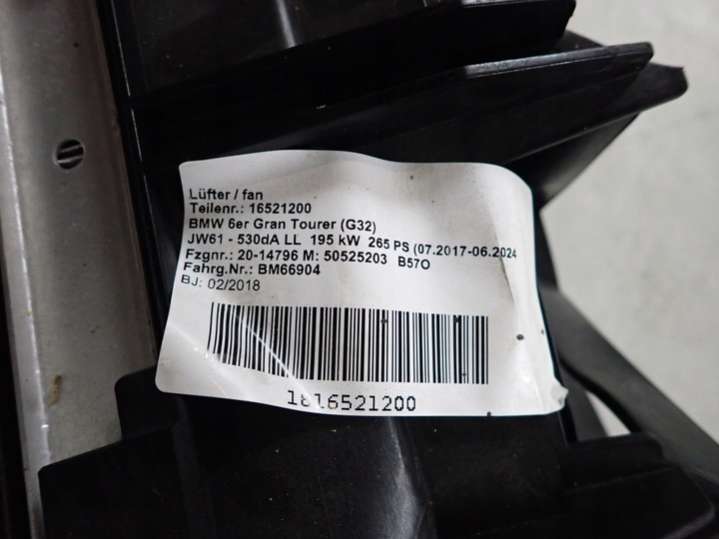 Lüfter / fan
Teilenr.: 16521200
BMW 6er Gran Tourer (G32)
JW61 - 530dA LL 195 kW 265 PS (07.2017-06.2024
Fzgnr.: 20-14796 M: 50525203 B57O
Fahrg.Nr.: BM66904
BJ: 02/2018
1816521200